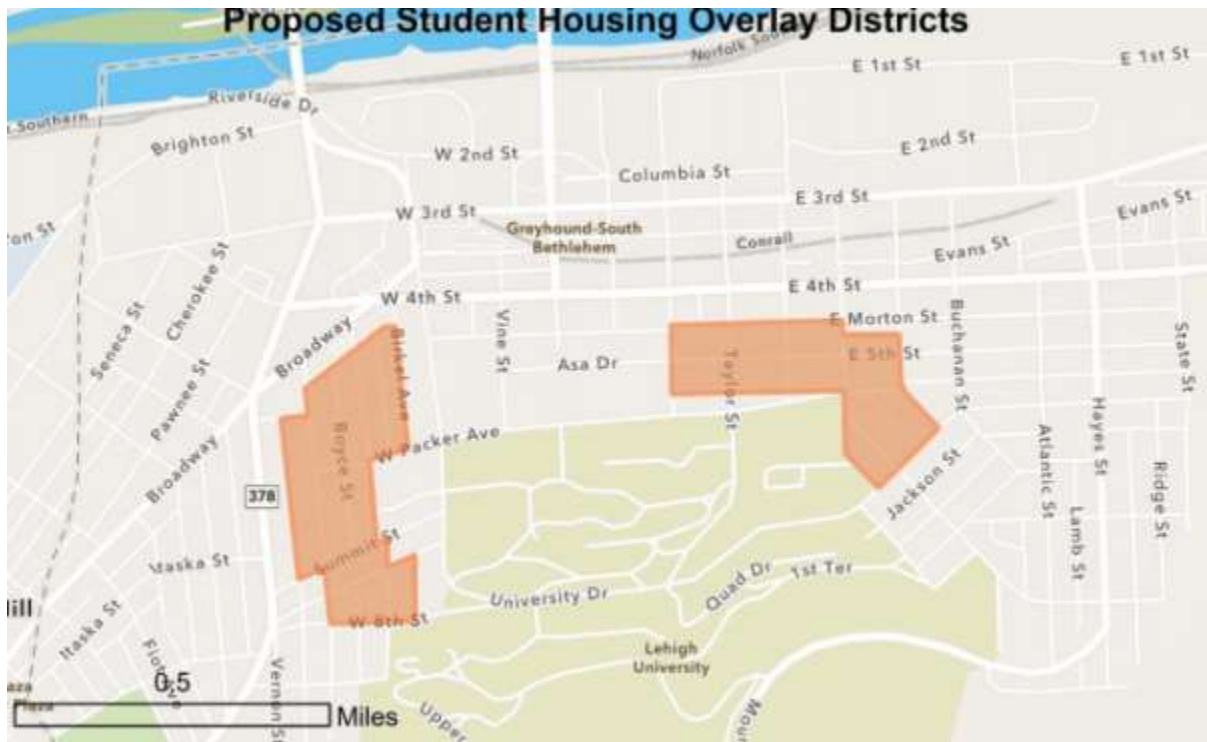 Proposed Student Housing Overlay Districts
Norfolk Sou
E 1st St
E 1st St
Riverside Dr
Southern
Brighton St
W 2nd St
E 2nd St
Columbia St
E 3rd St
W 3rd St
Evans St
Greyhound-South
Bethlehem
Conrail
Evans St
Cherokee St
E 4th St
W 4th St
Seneca St
Broadway
Birkel Ave
Vine St
E Morton St
Buchanan St
State St
Asa Dr
Taylor St
E 5th St
Pawnee St
Boyce St
W Packer Ave
Broadway
378
Hayes St
Atlantic St
Ridge St
Jackson St
Summit St
Itaska St
Lamb St
Quad Dr
1st Ter
University Dr
W 8th St
Itaska St
Lehigh
University
Vernon St
Plaza
Upper
Mou
0.5
Miles